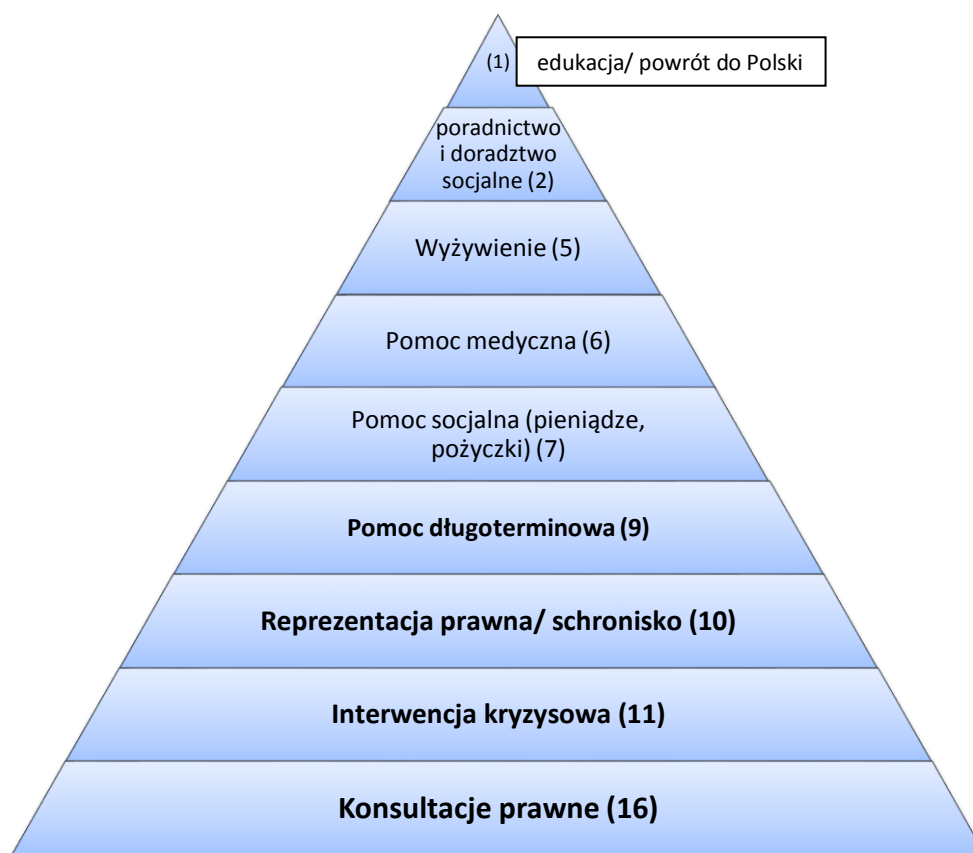 (1) edukacja/ powrót do Polski
poradnictwo
i doradztwo
socjalne (2)
Wyżywienie (5)
Pomoc medyczna (6)
Pomoc socjalna (pieniądze,
pożyczki) (7)
Pomoc długoterminowa (9)
Reprezentacja prawna/ schronisko (10)
Interwencja kryzysowa (11)
Konsultacje prawne (16)